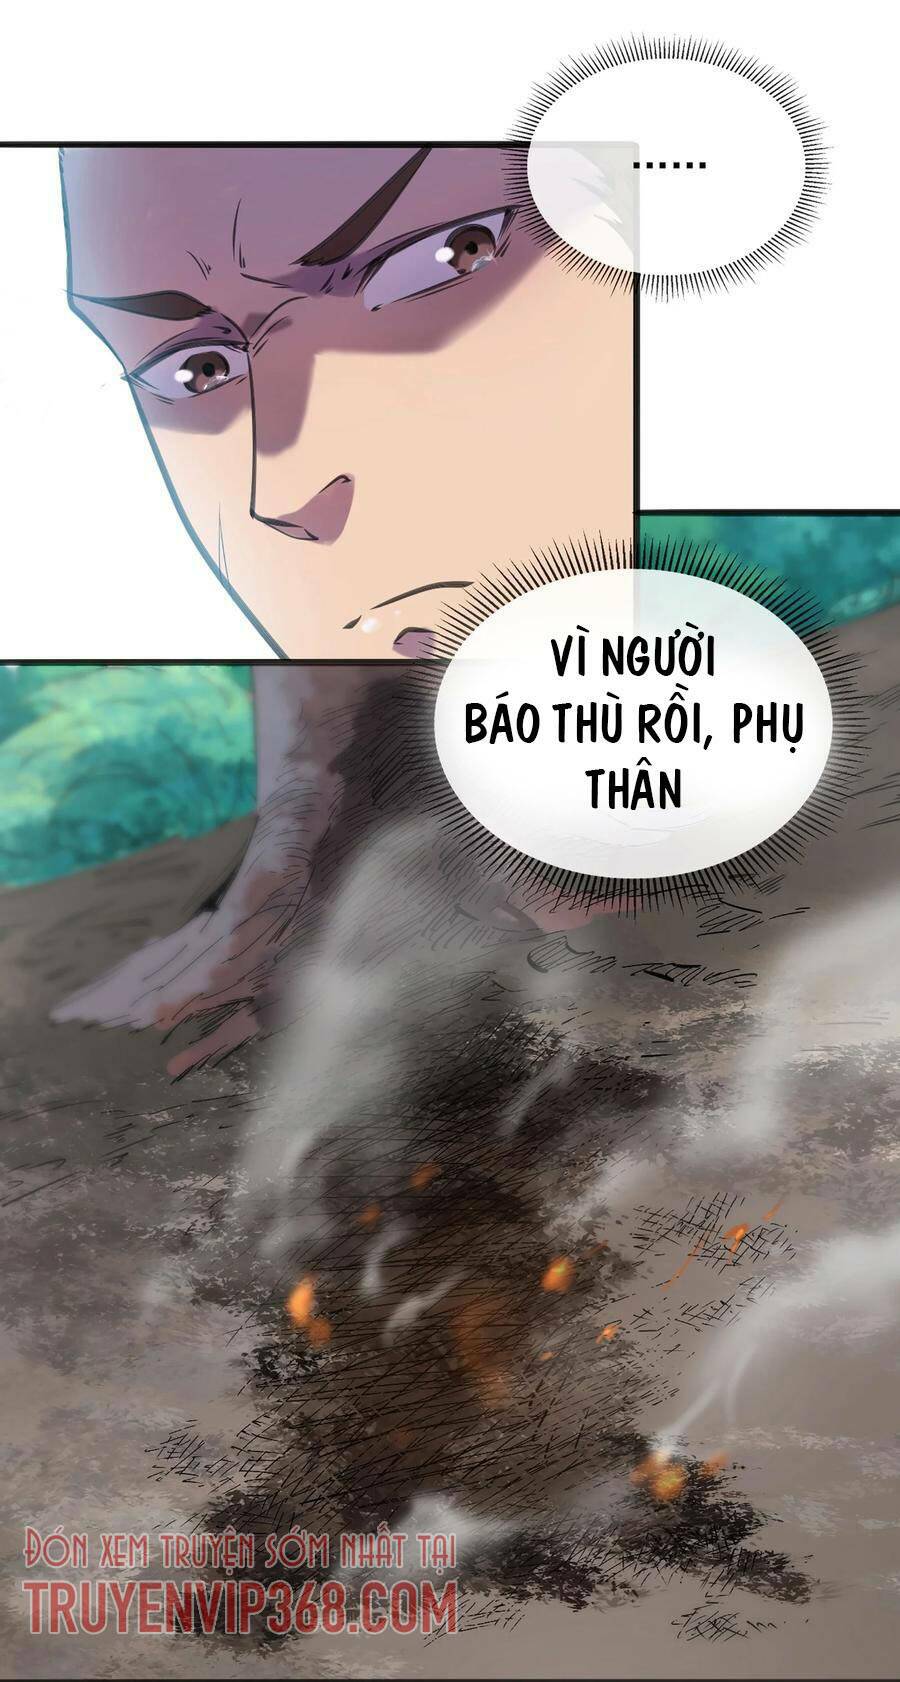 ......
VÌ NGƯỜI
BÁO THÙ RỒI, PHỤ
THÂN
ĐÓN XEM TRUYỆN SỚM NHẤT TẠI
TRUYENVIP368.COM